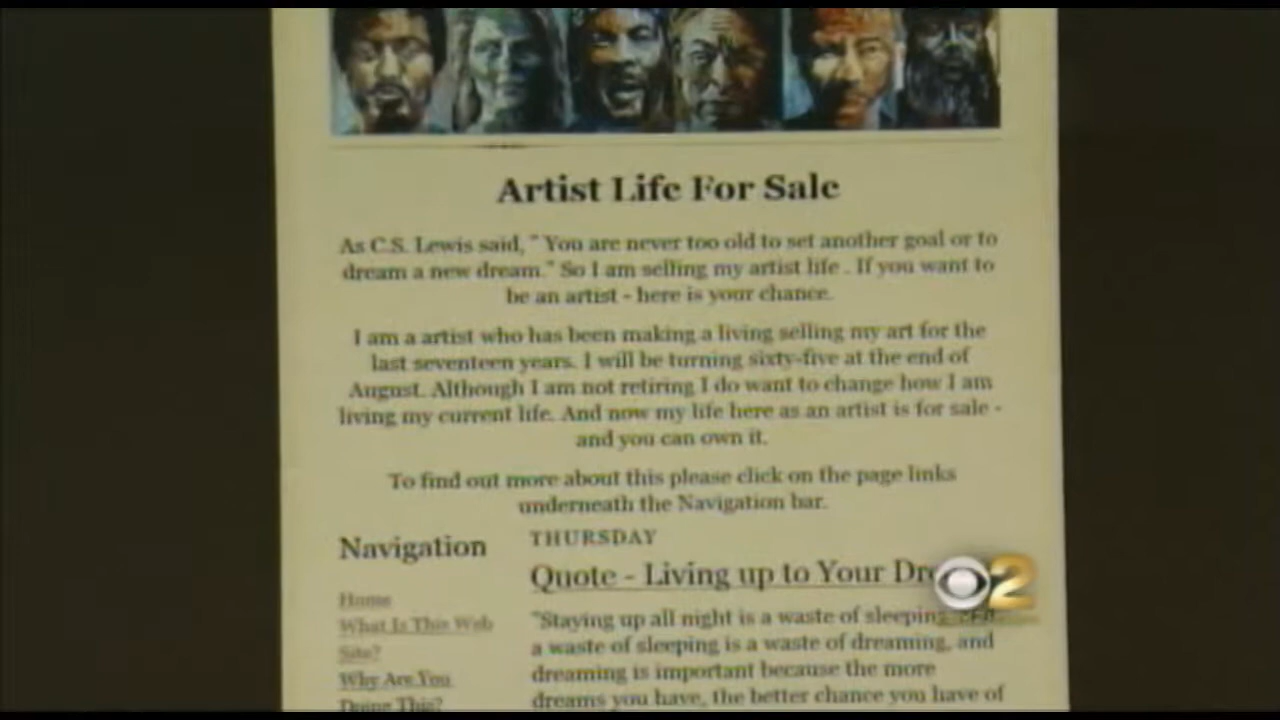 Artist Life For Sale
As C.S. Lewis said, " You are never too old to set another goal or to
dream a new dream." So I am selling my artist life . If you want to
be an artist - here is your chance.
I am a artist who has been making a living selling my art for the
last seventeen years. I will be turning sixty-five at the end of
August. Although I am not retiring I do want to change how I am
living my current life. And now my life here as an artist is for sale -
and you can own it.
To find out more about this please click on the page links
underneath the Navigation bar.
Navigation
Home
What Is This Web
Site?
Why Are You
Doing This?
THURSDAY
Quote - Living up to Your
"Staying up all night is a waste of sleeping
a waste of sleeping is a waste of dreaming, and
dreaming is important because the more
dreams you have, the better chance you have of
2